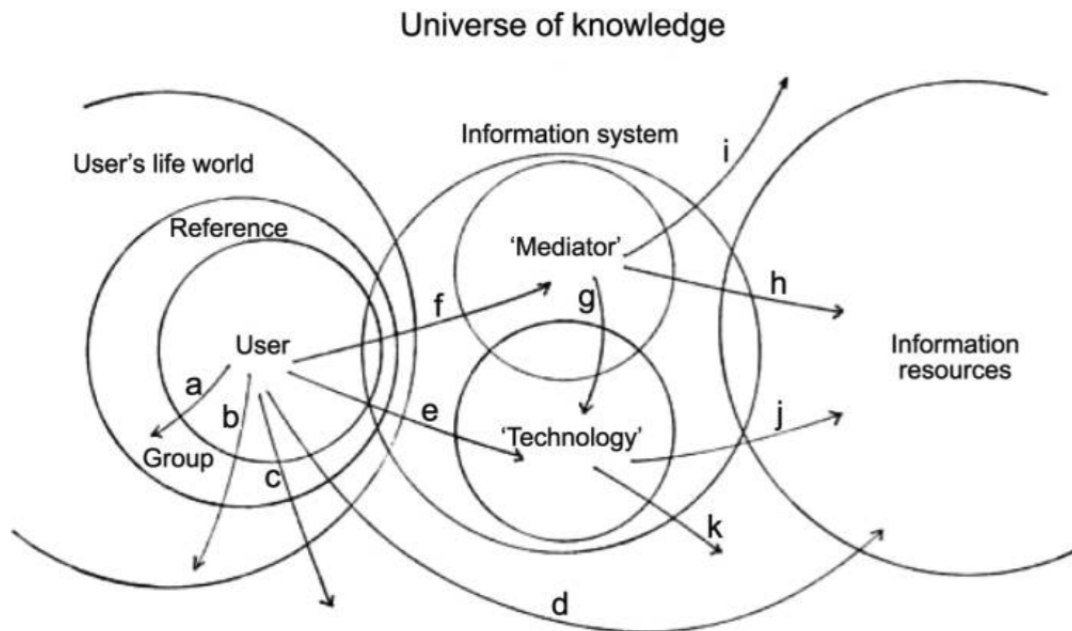 Universe of knowledge
Information system
i
User's life world
Reference
'Mediator'
h
f
g
User
Information
resources
a
e
j
b
'Technology'
Group
c
k
d